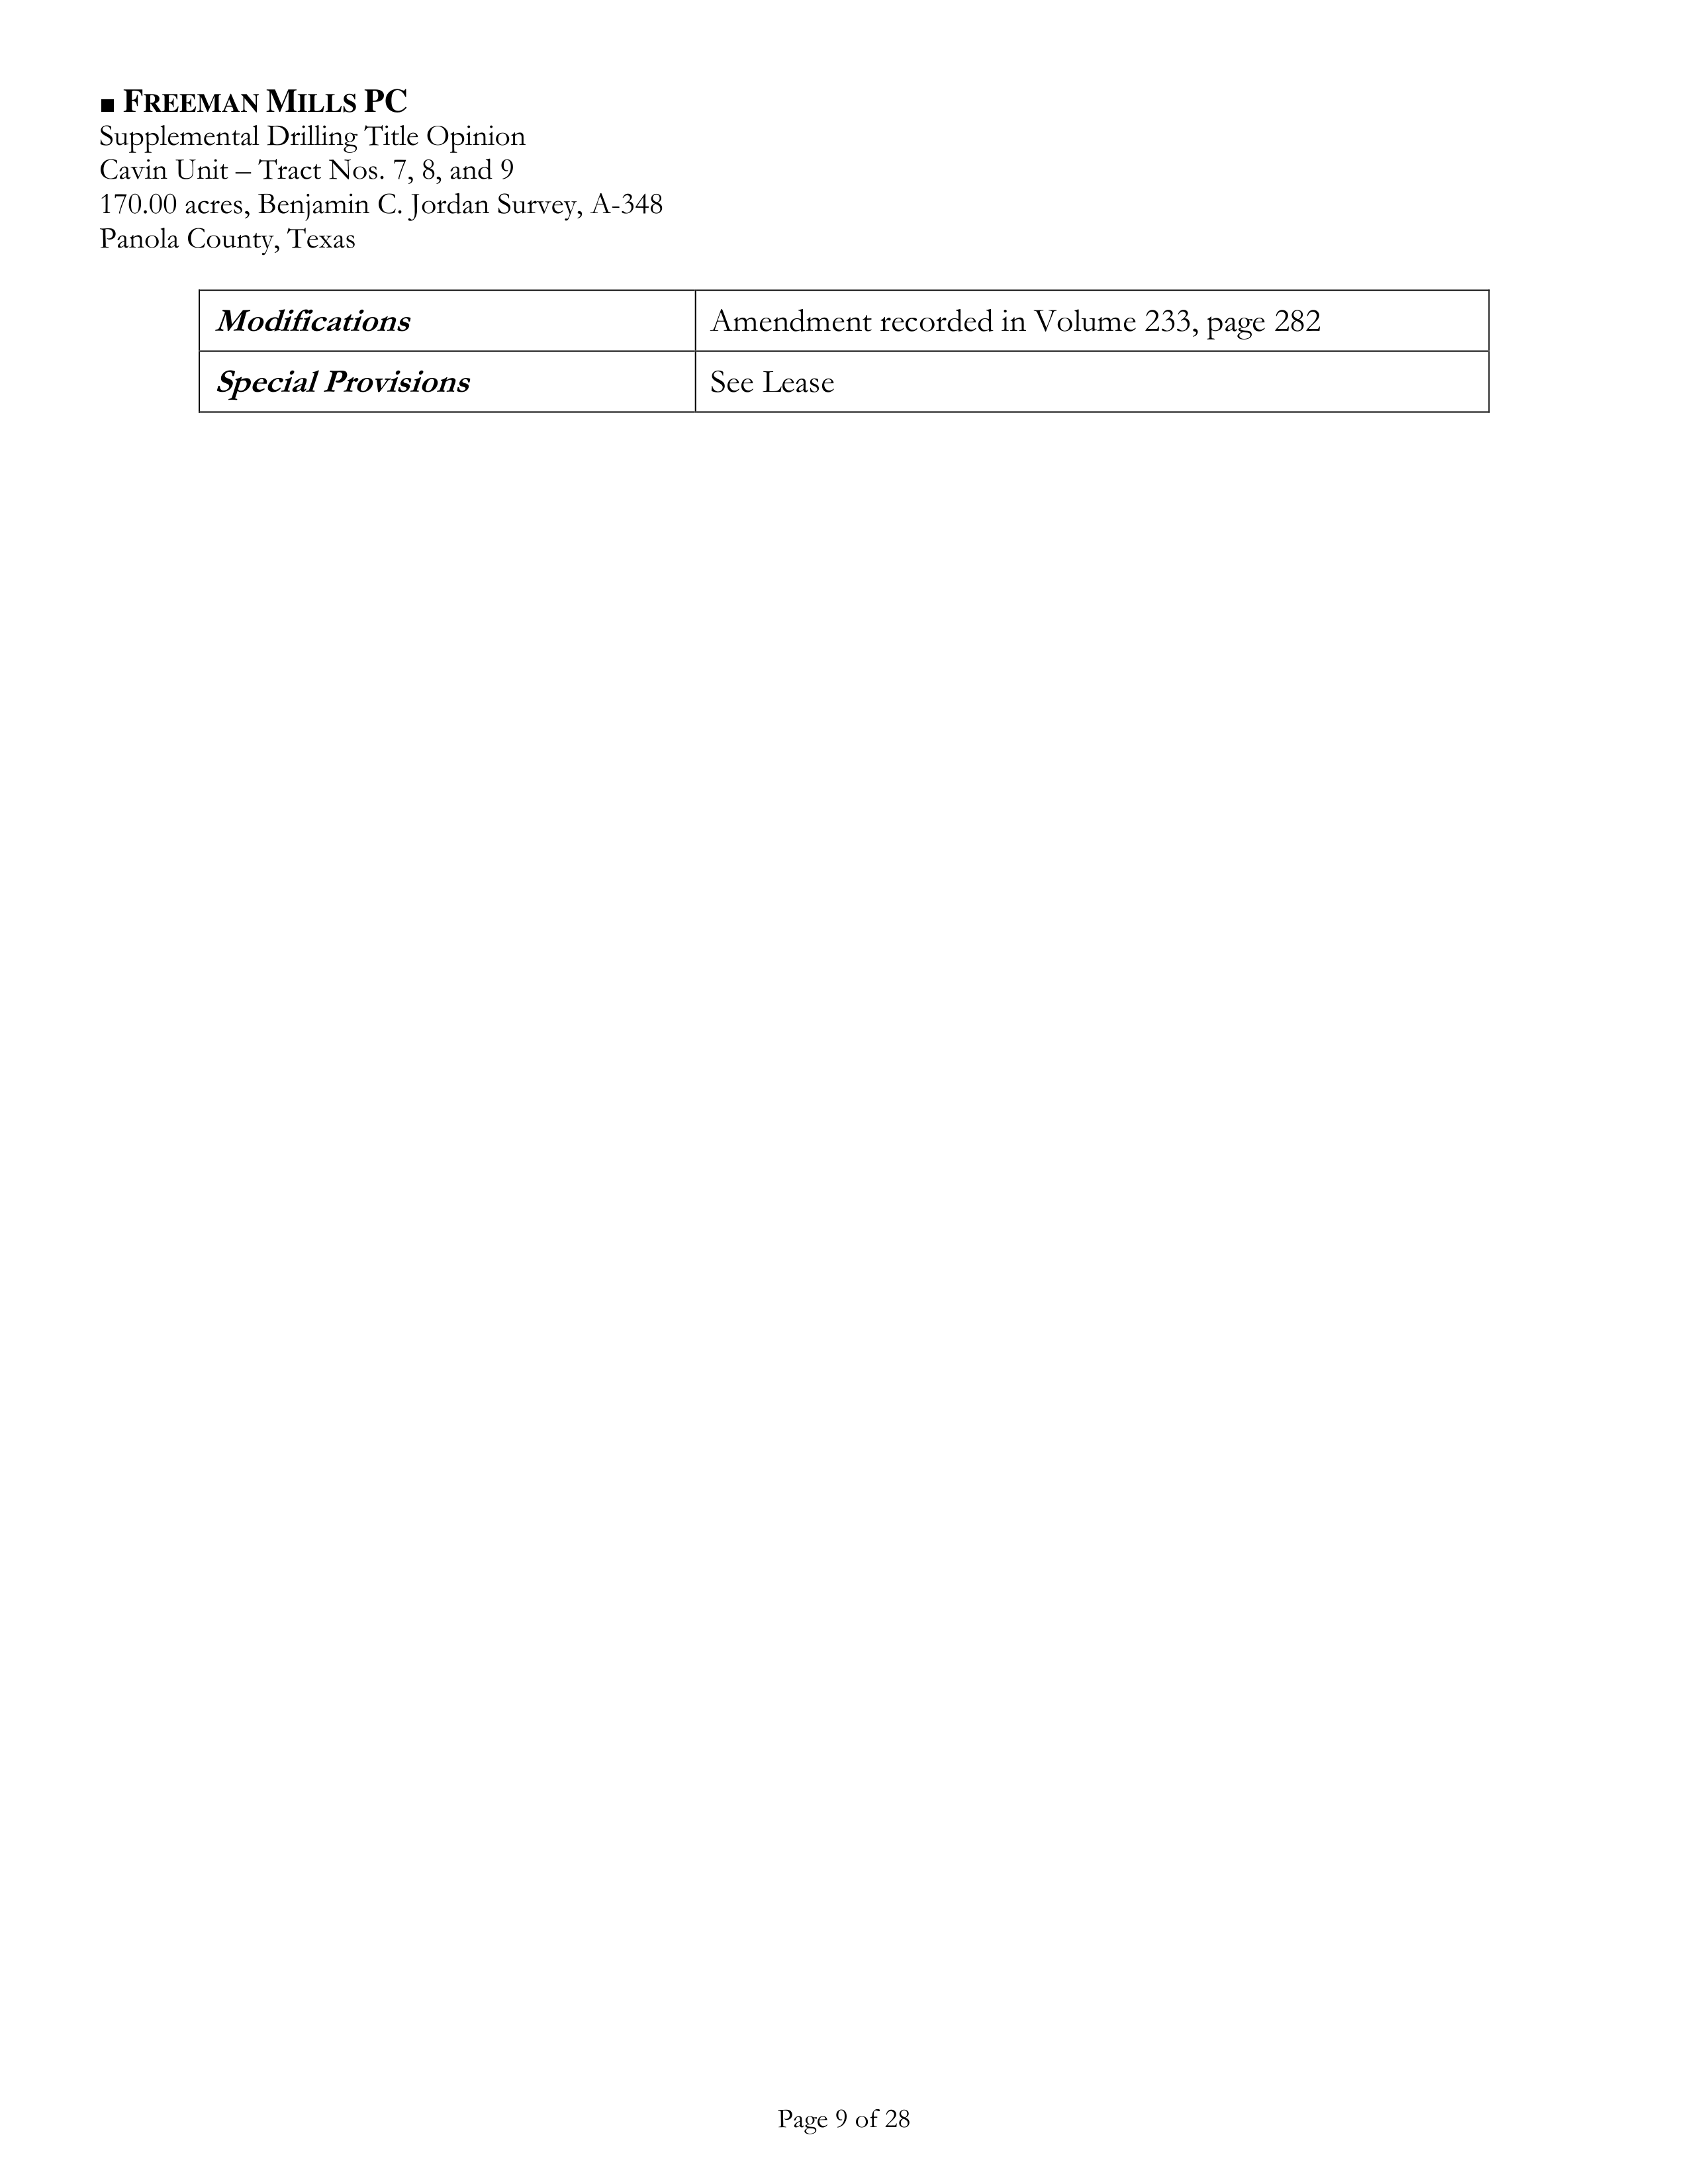 ■ FREEMAN MILLS PC
Supplemental Drilling Title Opinion
Cavin Unit – Tract Nos. 7, 8, and 9
170.00 acres, Benjamin C. Jordan Survey, A-348
Panola County, Texas
Modifications Amendment recorded in Volume 233, page 282
Special Provisions See Lease
Page 9 of 28